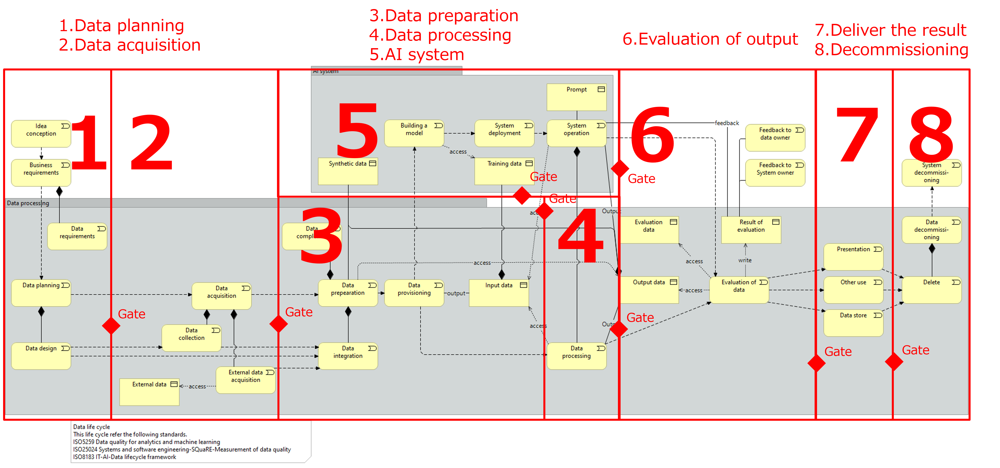 1.Data planning
2.Data acquisition
3.Data preparation
4.Data processing
5.AI system
6.Evaluation of output
7.Deliver the result
8.Decommissioning
AI system
Prompt
1
2
5
6
7
8
Idea
conception
Building a
model
System
deployment
System
operation
feedback
Feedback to
data owner
access
Business
requirements
Synthetic data
Training data
Feedback to
System owner
System
decommissi-
oning
Gate
Gate
Gate
Data processing
3
4
Data
requirements
Data
Evaluation
data
Result of
evaluation
Data
decommissi-
oning
Presentation
access
access
write
Data planning
Data
acquisition
Data
prepearation
Data
provisioning
output
Input data
Output data
access
Evaluation of
data
Other use
Delete
Gate
Gate
Gate
access
Data store
Data
collection
Data design
Data
integration
Data
processing
Gate
Gate
External data
acquisition
External data
access
Data life cycle
This life cycle refer the following standards.
ISO5259 Data quality for analytics and machine learning
ISO25024 Systems and software engineering-SQuaRE-Measurement of data quality
ISO8183 IT-AI-Data lifecycle framework